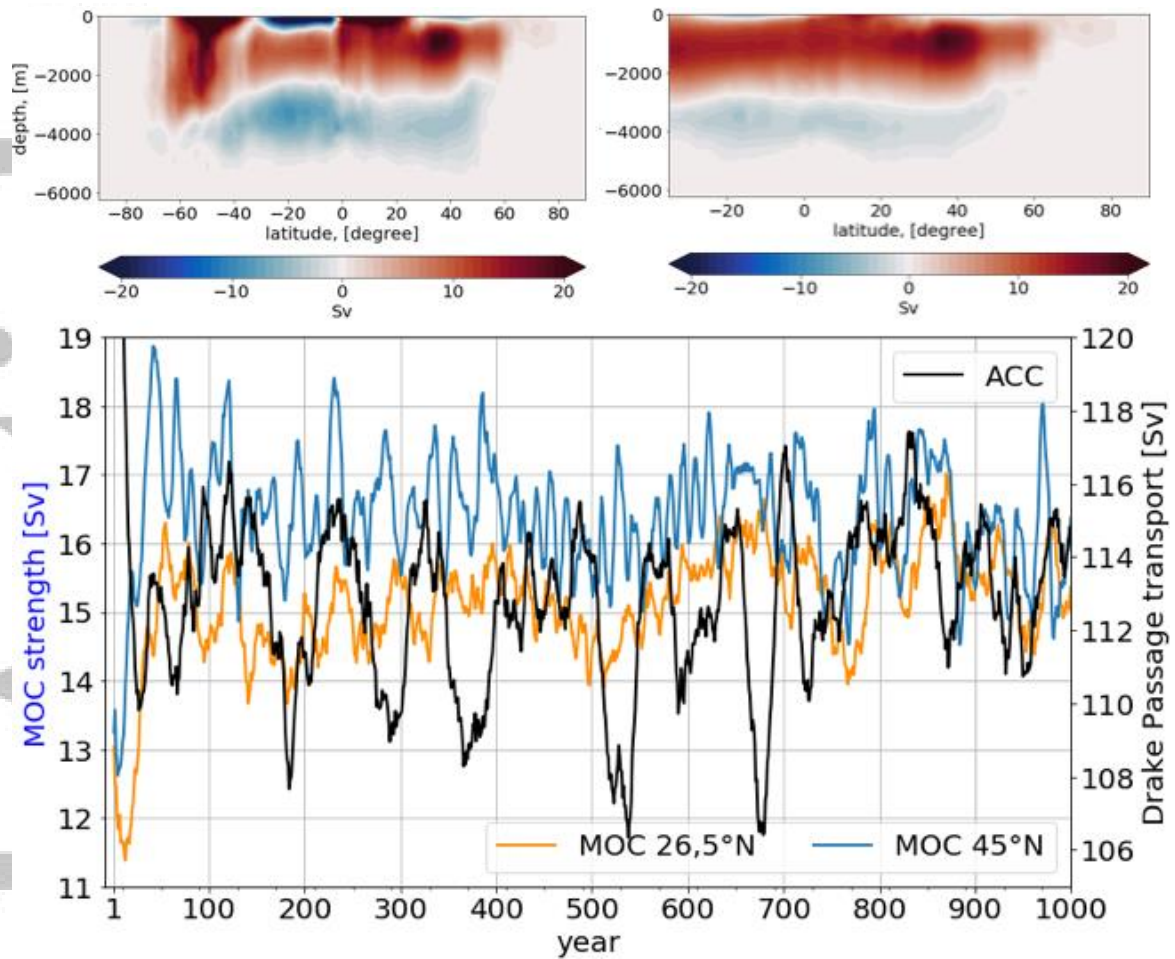 0
−2000
−4000
−6000
depth, [m]
−80 −60 −40 −20 0 20 40 60 80
latitude, [degree]
−20 −10 0 10 20
Sv
0
−2000
−4000
−6000
−20 0 20 40 60 80
latitude, [degree]
−20 −10 0 10 20
Sv
19
18
17
16
15
14
13
12
11
MOC strength [Sv]
120
118
116
114
112
110
108
106
Drake Passage transport [Sv]
ACC
MOC 26,5°N MOC 45°N
1 100 200 300 400 500 600 700 800 900 1000
year